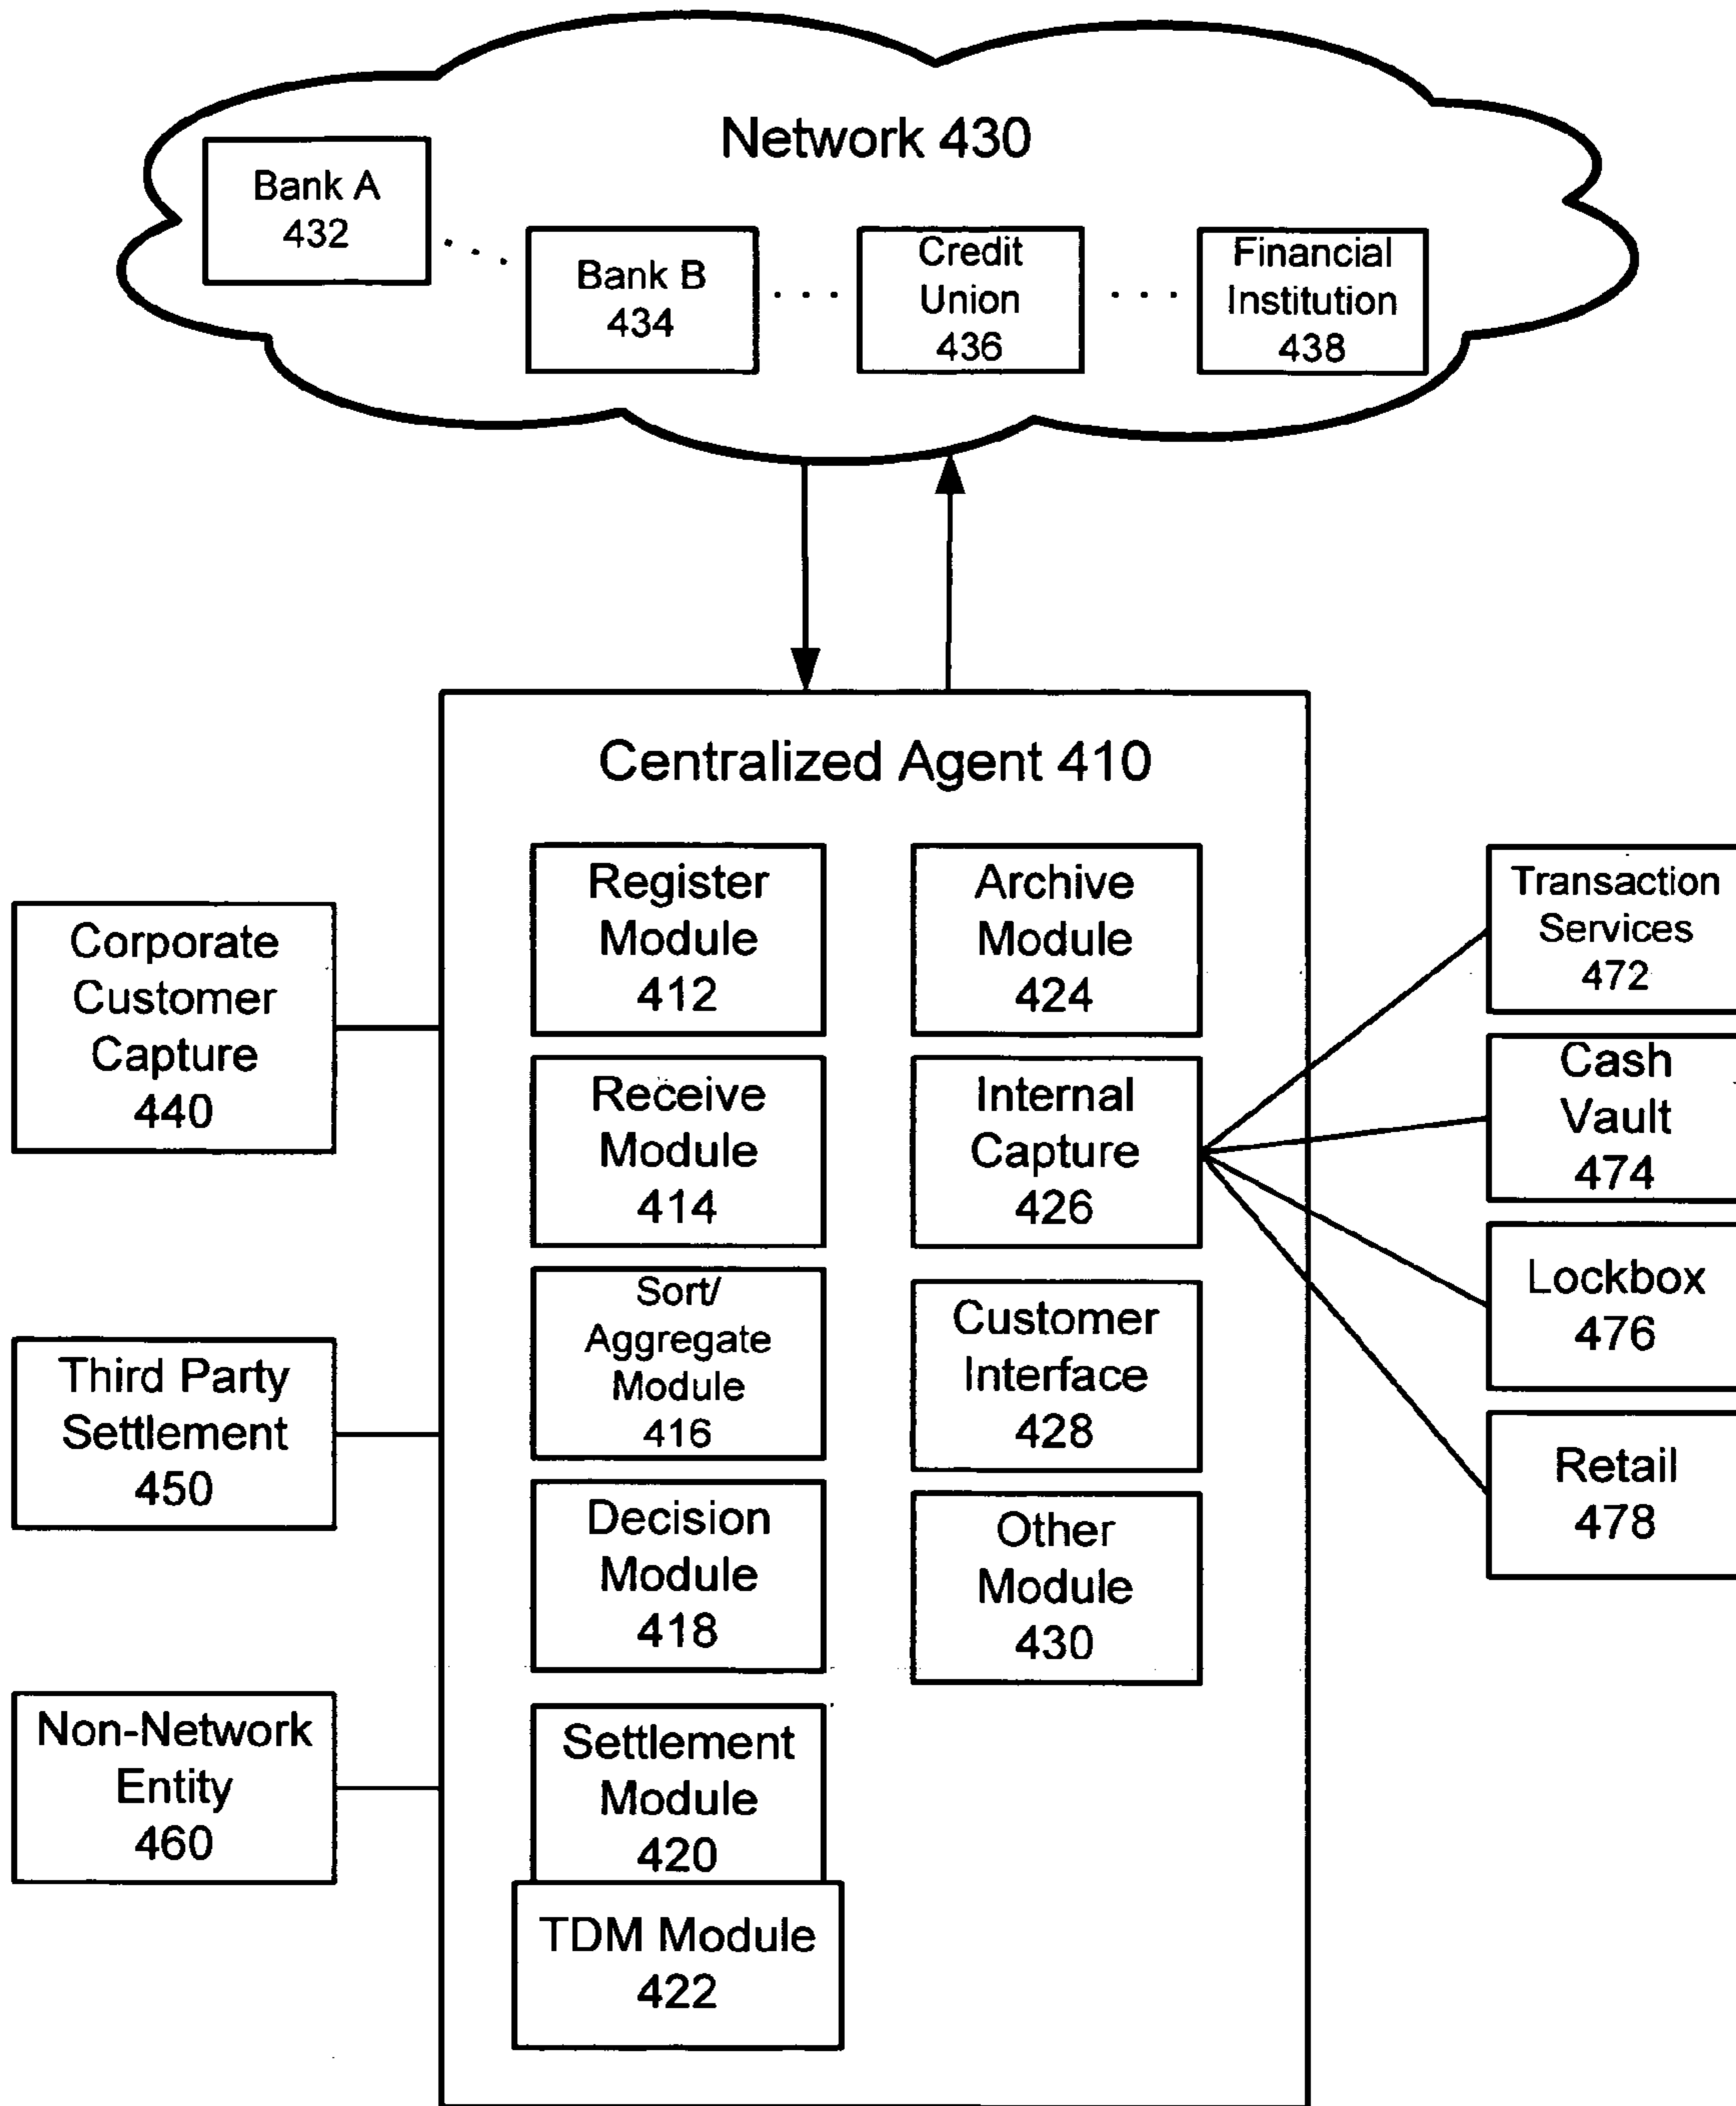 Network 430
Bank A
432
Bank B
434
Credit
Union
436
Financial
Institution
438
Centralized Agent 410
Register
Module
412
Archive
Module
424
Receive
Module
414
Internal
Capture
426
Sort/
Aggregate
Module
416
Customer
Interface
428
Decision
Module
418
Other
Module
430
Settlement
Module
420
TDM Module
422
Corporate
Customer
Capture
440
Third Party
Settlement
450
Non-Network
Entity
460
Transaction
Services
472
Cash
Vault
474
Lockbox
476
Retail
478